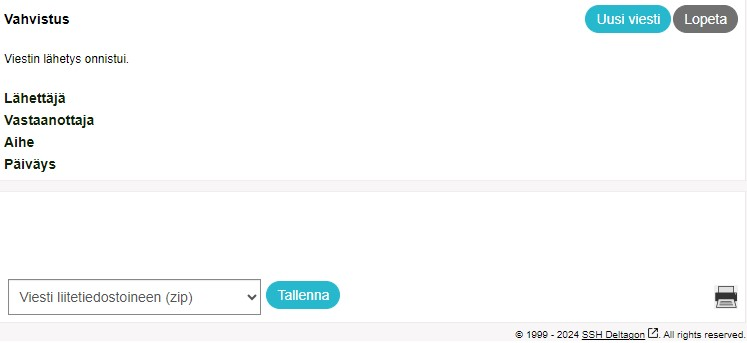 Vahvistus
Uusi viesti
Lopeta
Viestin lähetys onnistui.
Lähettäjä
Vastaanottaja
Aihe
Päiväys
Viesti liitetiedostoineen (zip)
Tallenna
© 1999 - 2024 SSH Deltagon. All rights reserved.